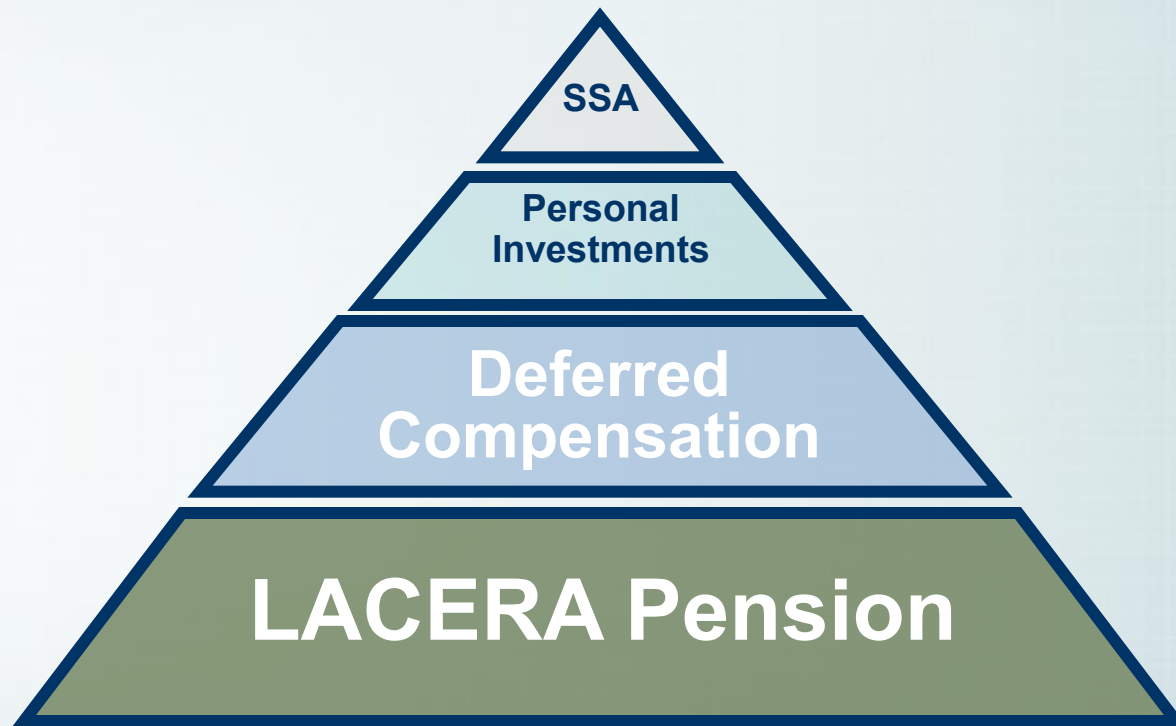 SSA
Personal
Investments
Deferred
Compensation
LACERA Pension